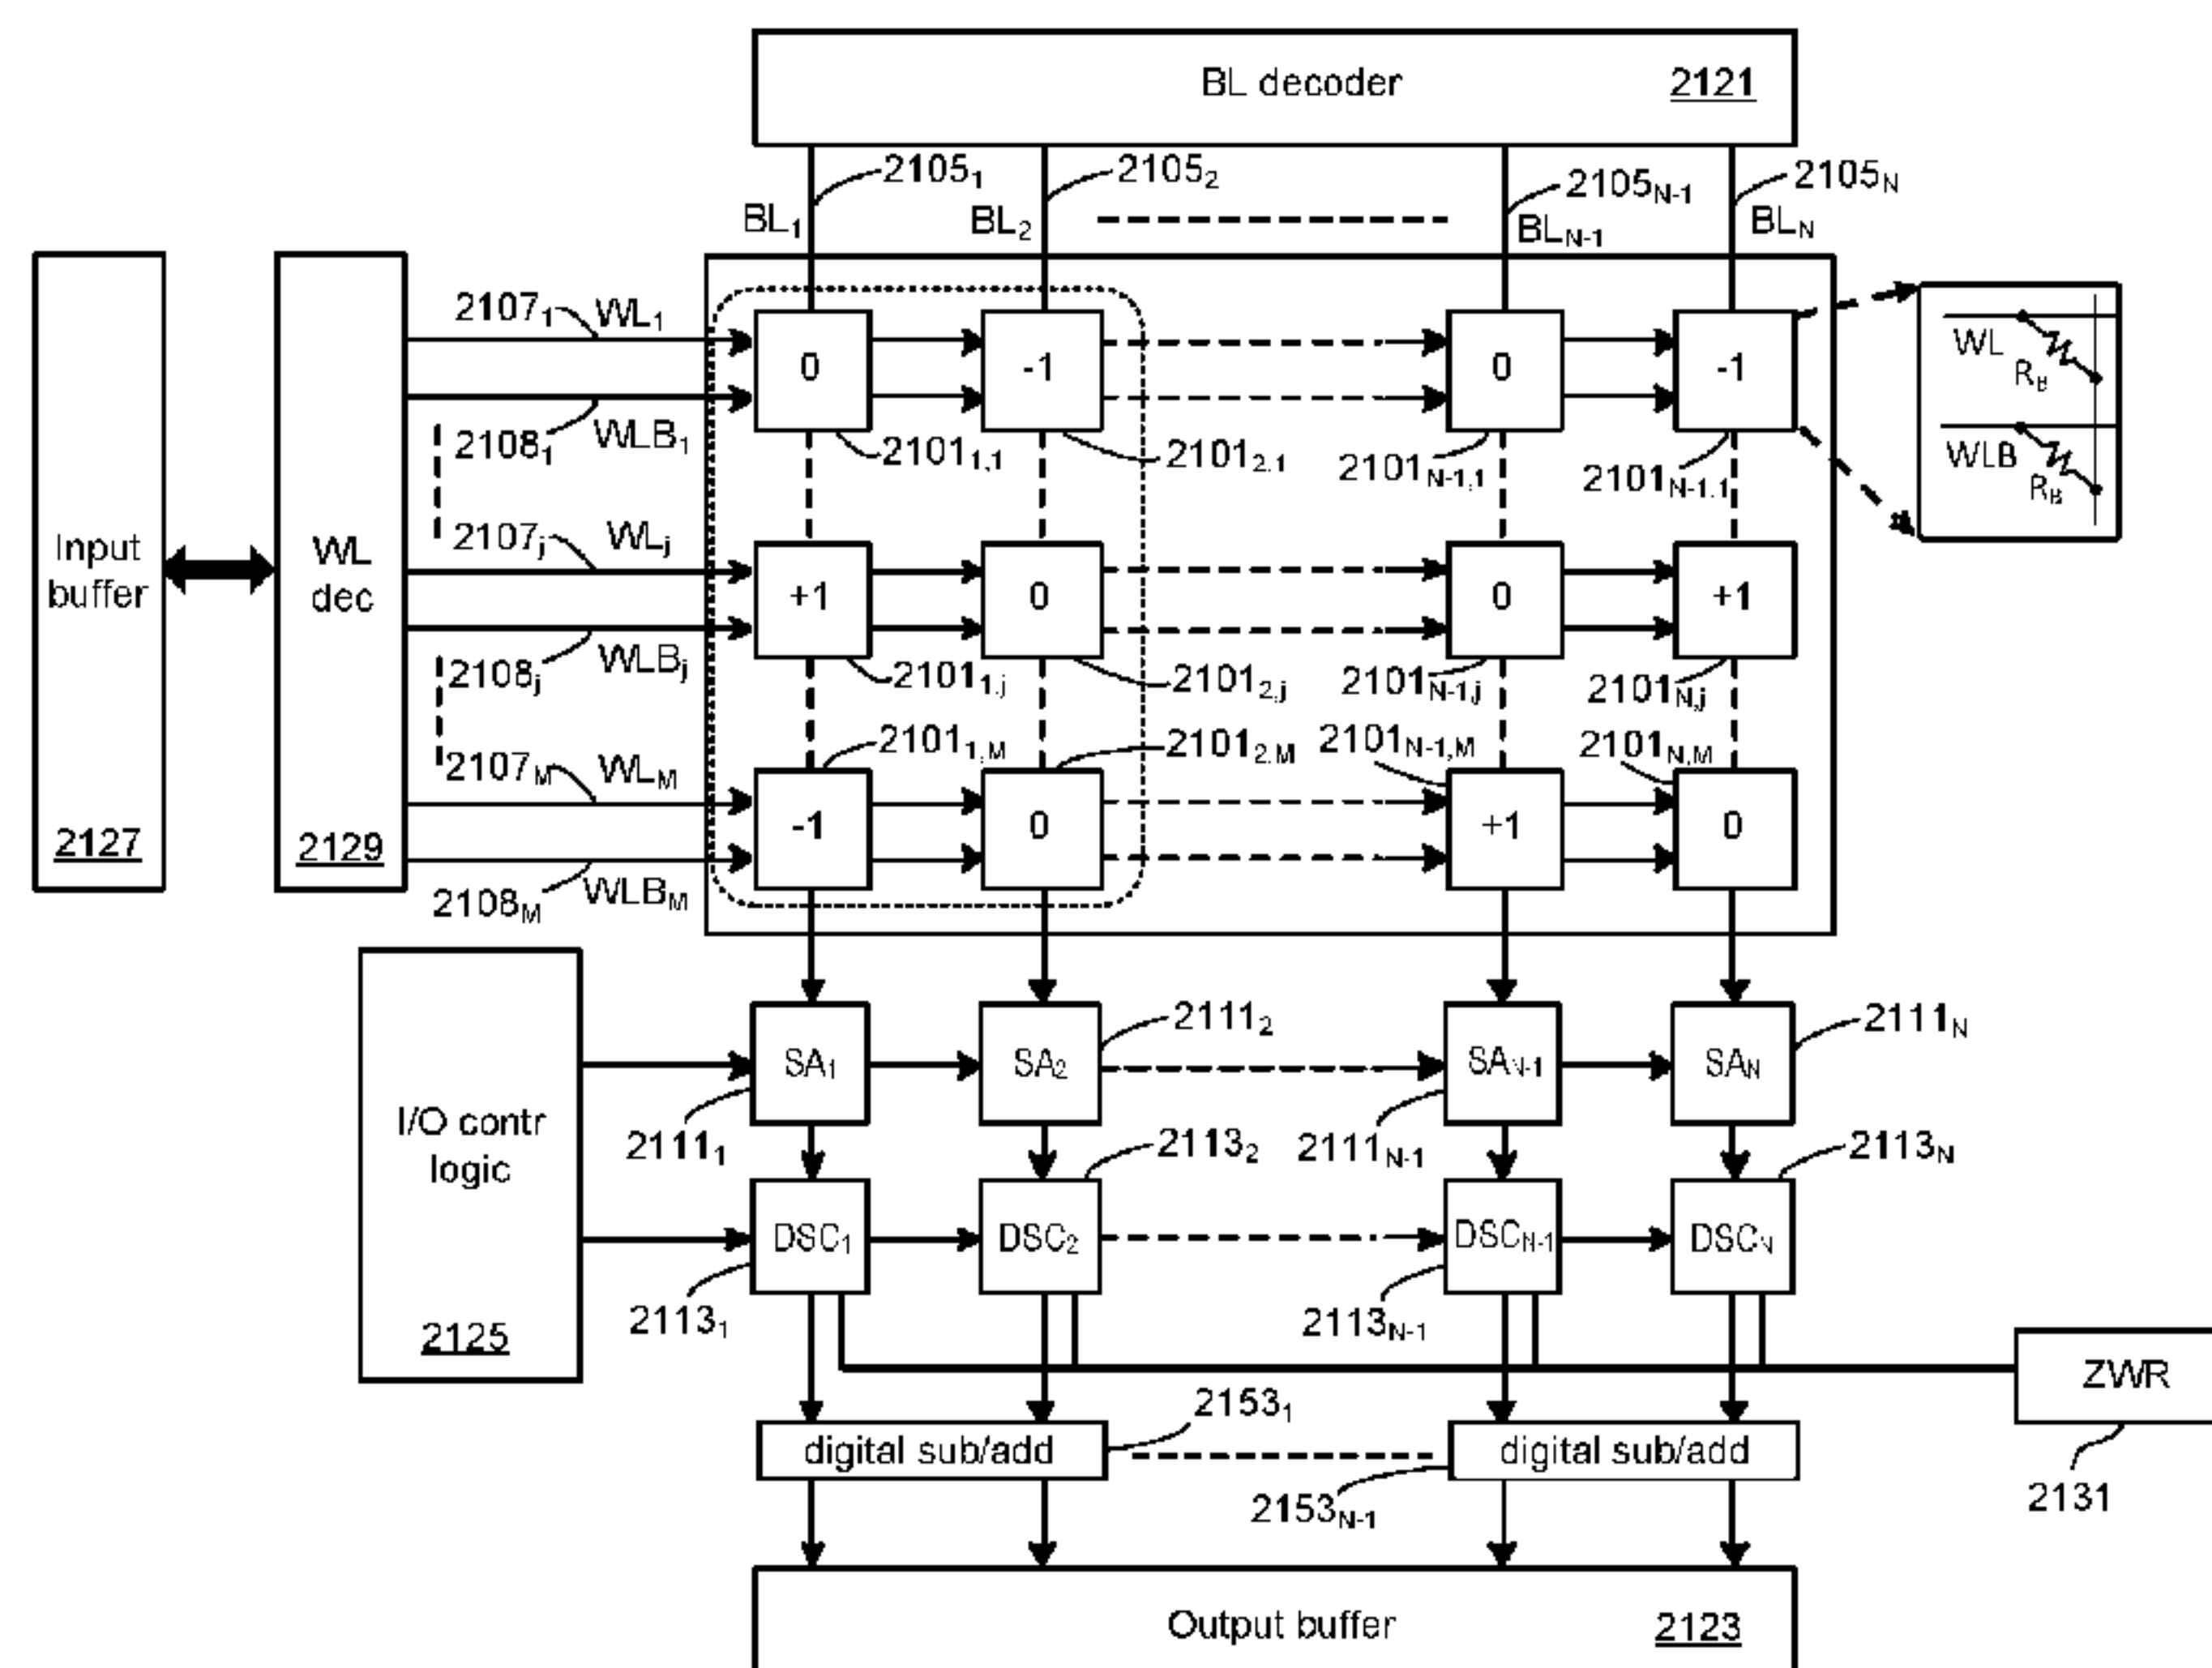 BL decoder 2121
2105₁ 2105₂ 2105N-1 2105N
BL₁ BL₂ BLN-1 BLN
2107₁ WL₁
0 -1 0 -1
WL
RB
2108₁ WLB₁
2101₁,₁ 2101₂.₁ 2101N-1,1 2101N-1.1
WLB
RB
Input buffer
2127
WL dec
2129
2107j WLj
+1 0 0 +1
2108j WLBj
2101₁.j 2101₂,j 2101N-1,j 2101N,j
2101₁,M 2101₂.M 2101N-1,M 2101N,M
2107M WLM
-1 0 +1 0
2108M WLBM
I/O contr logic
2125
SA₁ SA₂ SAN-1 SAN
2111₁ 2111₂ 2111N-1 2111N
DSC₁ DSC₂ DSCN-1 DSCN
2113₁ 2113₂ 2113N-1 2113N
ZWR
2131
digital sub/add digital sub/add
2153₁ 2153N-1
Output buffer 2123